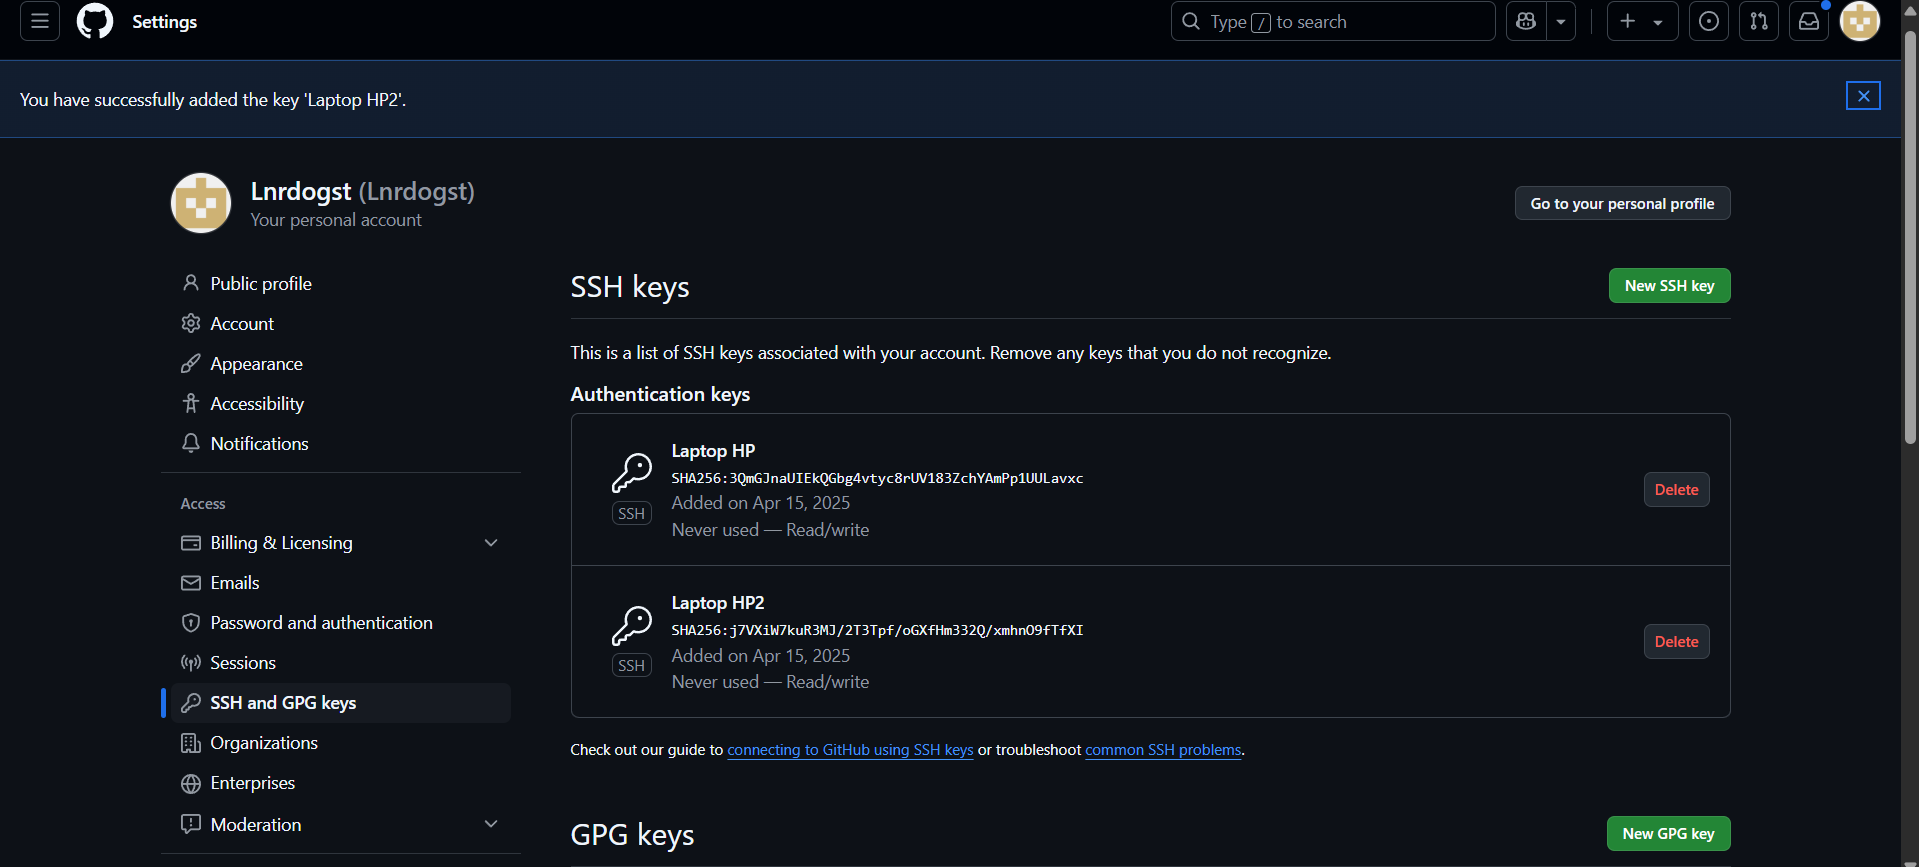 Settings
Type / to search
You have successfully added the key 'Laptop HP2'.
Lnrdogst (Lnrdogst)
Your personal account
Go to your personal profile
Public profile
Account
Appearance
Accessibility
Notifications
Access
Billing & Licensing
Emails
Password and authentication
Sessions
SSH and GPG keys
Organizations
Enterprises
Moderation
SSH keys
New SSH key
This is a list of SSH keys associated with your account. Remove any keys that you do not recognize.
Authentication keys
Laptop HP
SHA256:3QmGJnaUIEkQGbg4vtyc8rUV183ZchYAmPp1UULavxc
Added on Apr 15, 2025
Never used — Read/write
SSH
Delete
Laptop HP2
SHA256:j7VXiW7kuR3MJ/2T3Tpf/oGXfHm332Q/xmhnO9fTfXI
Added on Apr 15, 2025
Never used — Read/write
SSH
Delete
Check out our guide to connecting to GitHub using SSH keys or troubleshoot common SSH problems.
GPG keys
New GPG key